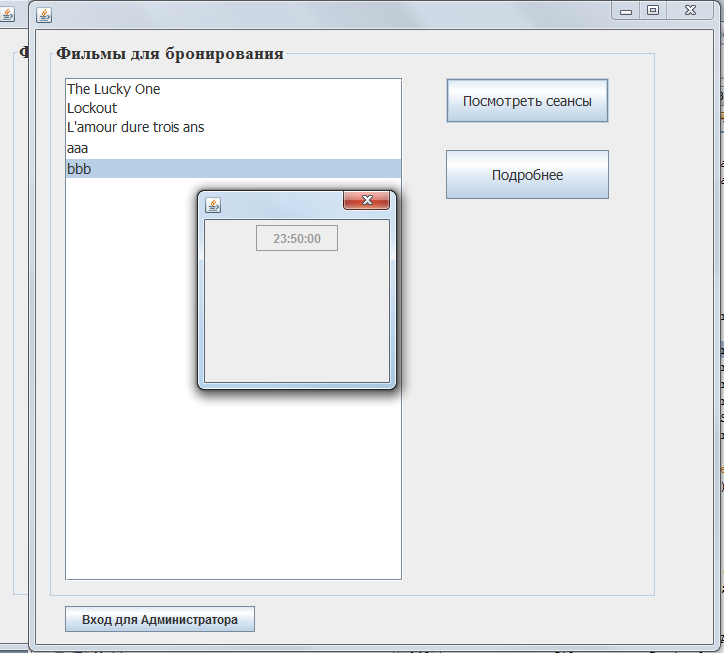 Фильмы для бронирования
The Lucky One
Lockout
L'amour dure trois ans
aaa
bbb
Посмотреть сеансы
Подробнее
23:50:00
Вход для Администратора